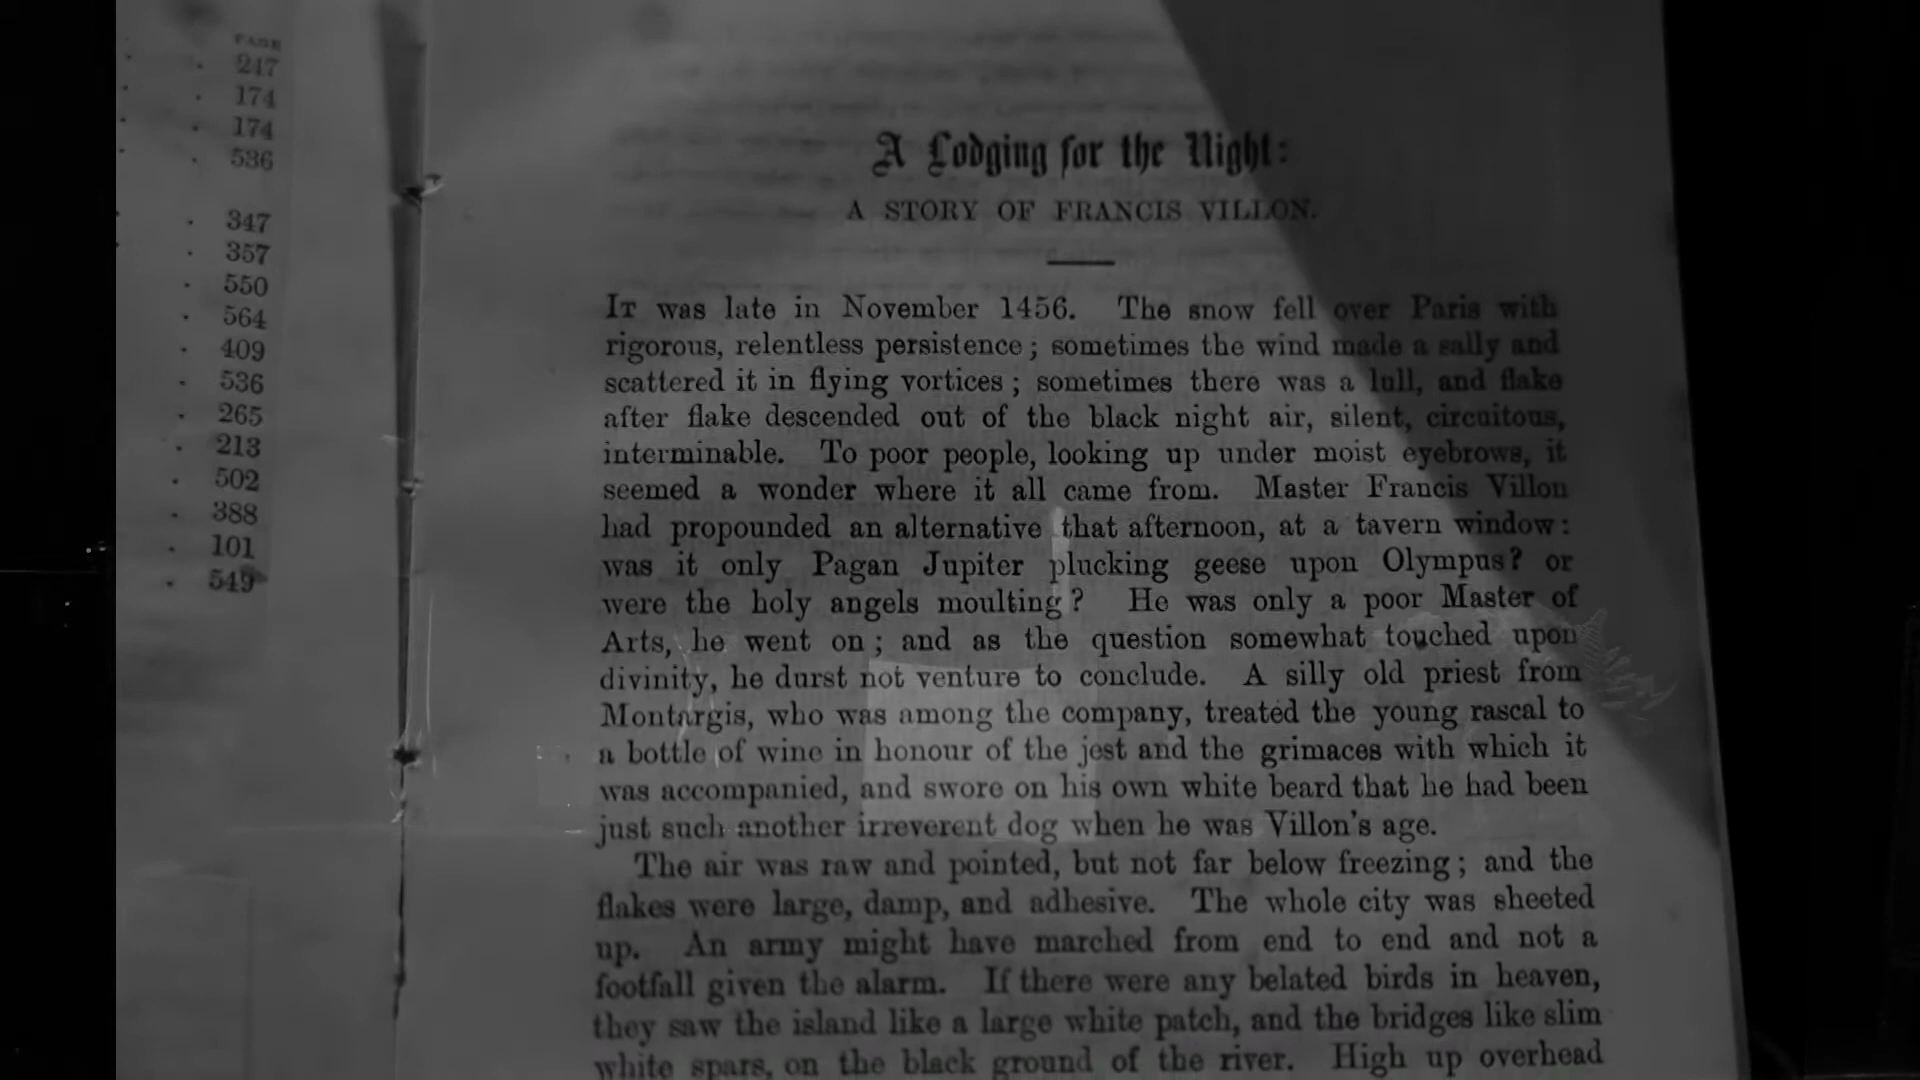 PAGE
247
174
174
536
347
357
550
564
409
536
265
213
502
388
101
549
A Lodging for the Night:
A STORY OF FRANCIS VILLON.
IT was late in November 1456. The snow fell over Paris with
rigorous, relentless persistence; sometimes the wind made a sally and
scattered it in flying vortices; sometimes there was a lull, and flake
after flake descended out of the black night air, silent, circuitous,
interminable. To poor people, looking up under moist eyebrows, it
seemed a wonder where it all came from. Master Francis Villon
had propounded an alternative that afternoon, at a tavern window:
was it only Pagan Jupiter plucking geese upon Olympus? or
were the holy angels moulting? He was only a poor Master of
Arts, he went on; and as the question somewhat touched upon
divinity, he durst not venture to conclude. A silly old priest from
Montargis, who was among the company, treated the young rascal to
a bottle of wine in honour of the jest and the grimaces with which it
was accompanied, and swore on his own white beard that he had been
just such another irreverent dog when he was Villon's age.
The air was raw and pointed, but not far below freezing; and the
flakes were large, damp, and adhesive. The whole city was sheeted
up. An army might have marched from end to end and not a
footfall given the alarm. If there were any belated birds in heaven,
they saw the island like a large white patch, and the bridges like slim
white spars, on the black ground of the river. High up overhead